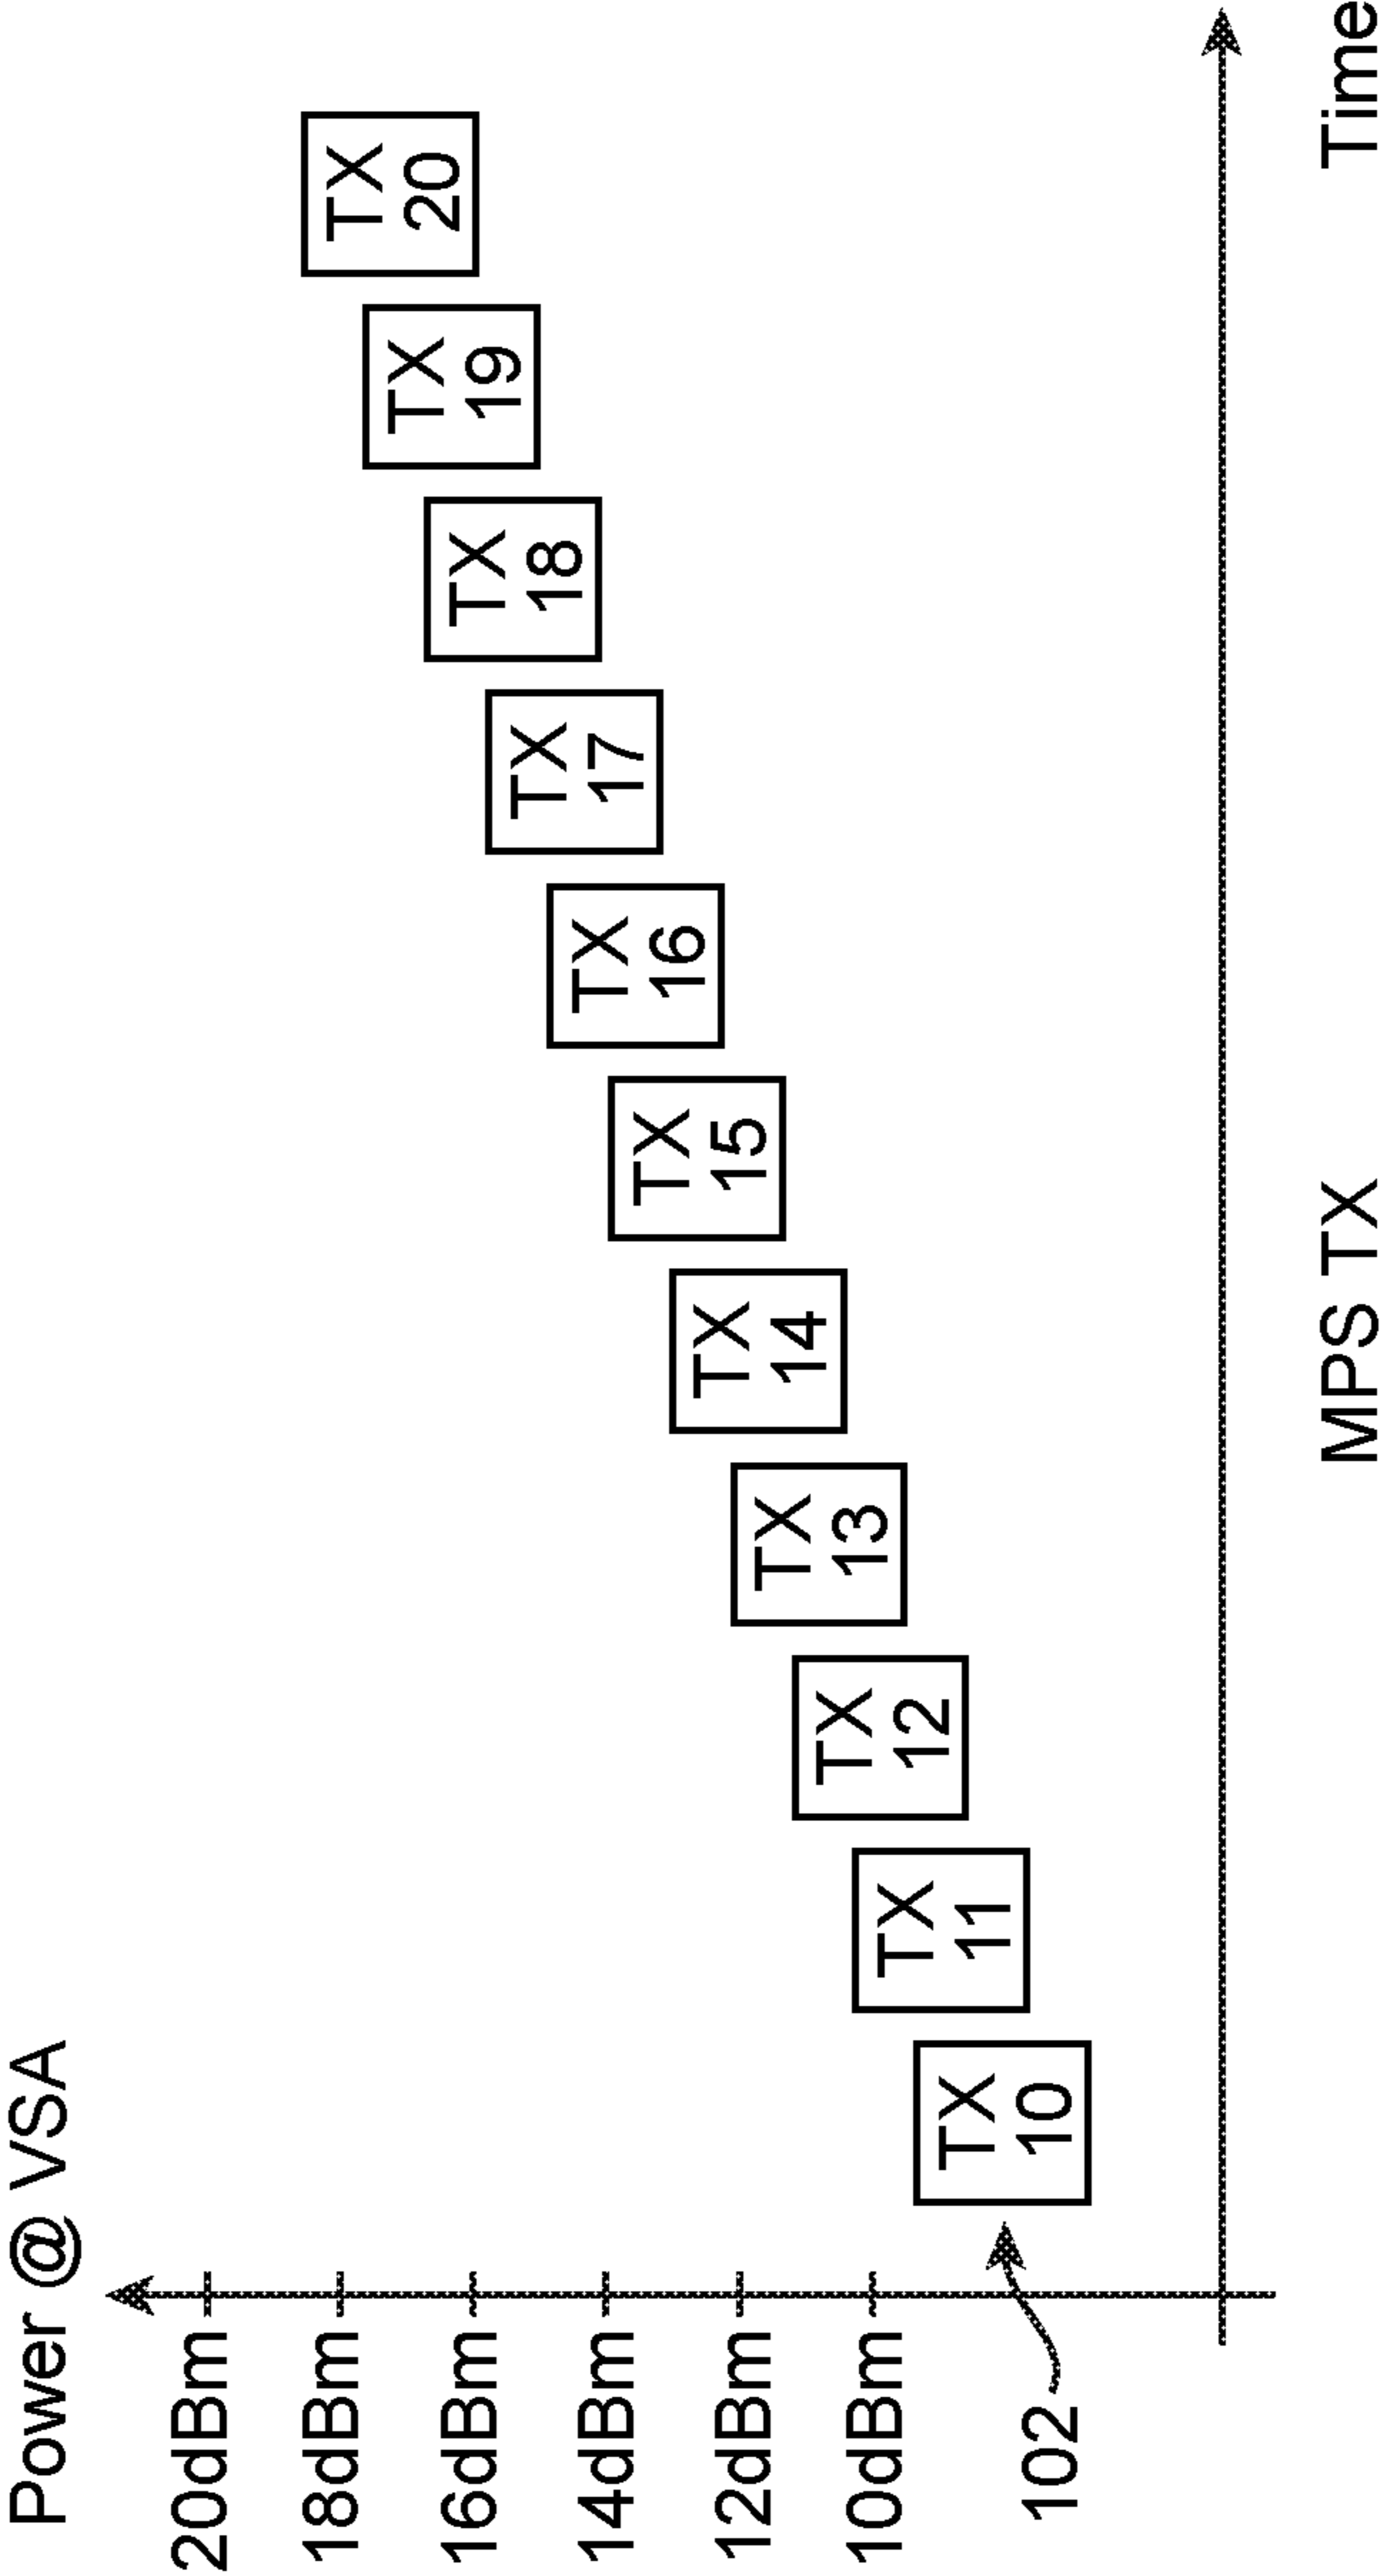 Power @ VSA
20dBm
18dBm
16dBm
14dBm
12dBm
10dBm
102
TX
10
TX
11
TX
12
TX
13
TX
14
TX
15
TX
16
TX
17
TX
18
TX
19
TX
20
MPS TX
Time